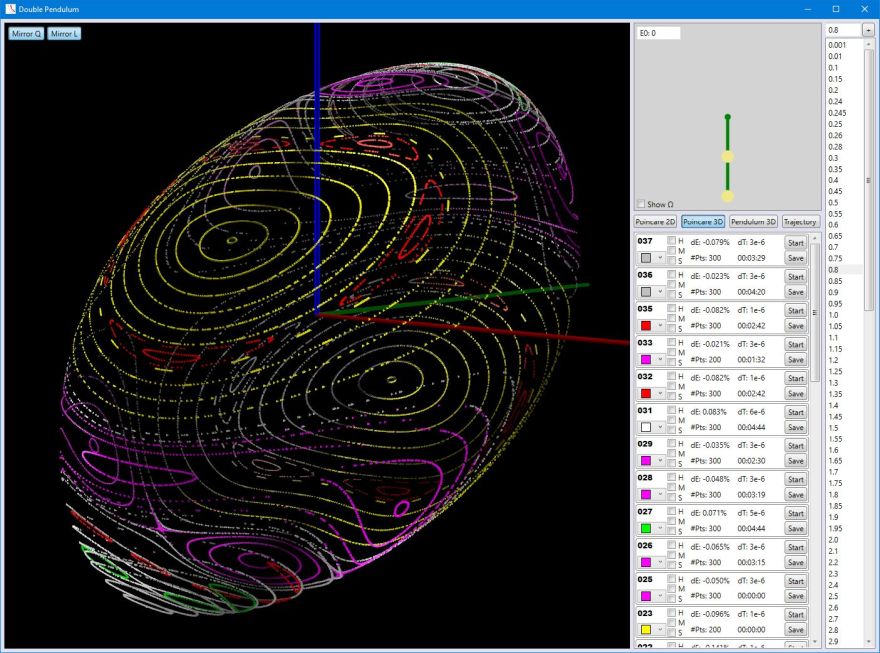 Double Pendulum
Mirror Q Mirror L
E0: 0
Show Ω
Poincare 2D Poincare 3D Pendulum 3D Trajectory
037 H dE: -0.079% dT: 3e-6 Start
M
S #Pts: 300 00:03:29 Save
036 H dE: -0.023% dT: 3e-6 Start
M
S #Pts: 300 00:04:20 Save
035 H dE: -0.082% dT: 1e-6 Start
M
S #Pts: 300 00:02:42 Save
033 H dE: -0.021% dT: 3e-6 Start
M
S #Pts: 200 00:01:32 Save
032 H dE: -0.082% dT: 1e-6 Start
M
S #Pts: 300 00:02:42 Save
031 H dE: 0.083% dT: 6e-6 Start
M
S #Pts: 300 00:04:44 Save
029 H dE: -0.035% dT: 3e-6 Start
M
S #Pts: 300 00:02:30 Save
028 H dE: -0.048% dT: 3e-6 Start
M
S #Pts: 300 00:03:19 Save
027 H dE: 0.071% dT: 5e-6 Start
M
S #Pts: 300 00:04:44 Save
026 H dE: -0.065% dT: 3e-6 Start
M
S #Pts: 300 00:03:15 Save
025 H dE: -0.050% dT: 3e-6 Start
M
S #Pts: 300 00:00:00 Save
023 H dE: -0.096% dT: 1e-6 Start
M
S #Pts: 200 00:00:00 Save
0.8 +
0.001
0.01
0.1
0.15
0.2
0.24
0.245
0.25
0.26
0.28
0.3
0.35
0.4
0.45
0.5
0.55
0.6
0.65
0.7
0.75
0.8
0.85
0.9
0.95
1.0
1.05
1.1
1.15
1.2
1.25
1.3
1.35
1.4
1.45
1.5
1.55
1.6
1.65
1.7
1.75
1.8
1.85
1.9
1.95
2.0
2.1
2.2
2.3
2.4
2.5
2.6
2.7
2.8
2.9